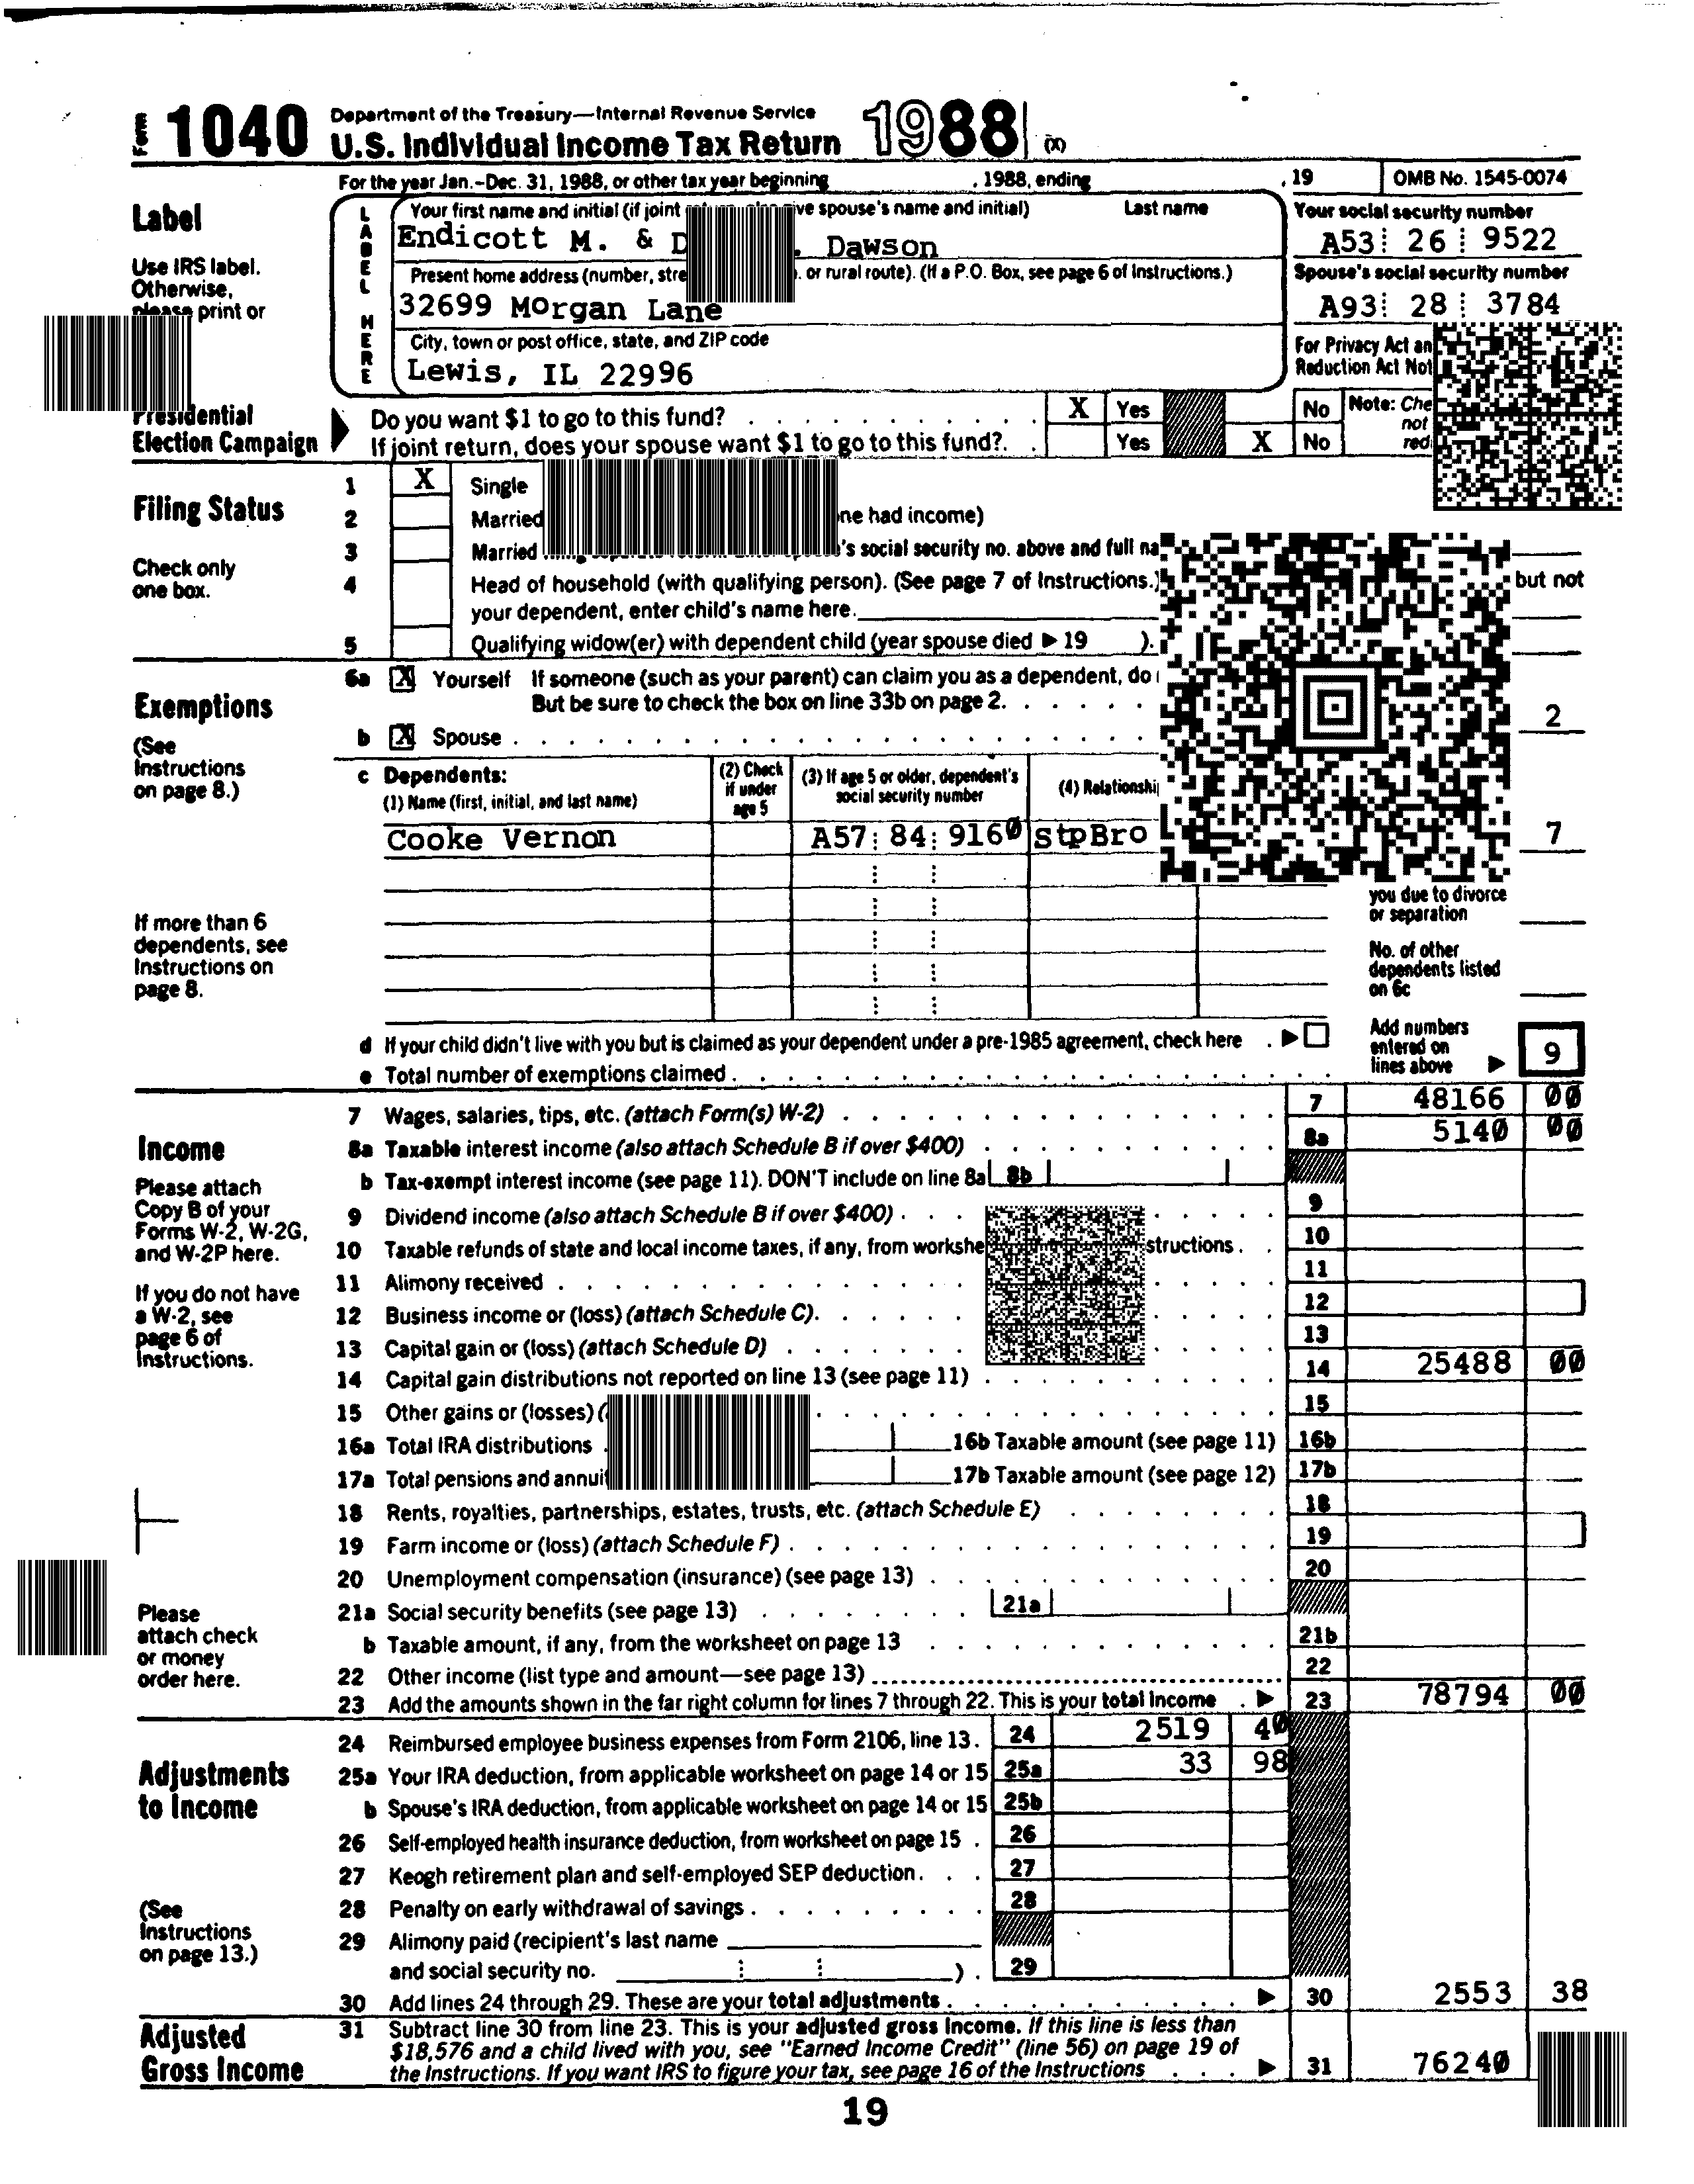 Form 1040 Department of the Treasury—Internal Revenue Service
U.S. Individual Income Tax Return 1988 (X)
For the year Jan.-Dec. 31, 1988, or other tax year beginning , 1988, ending , 19 OMB No. 1545-0074
Label
Use IRS label.
Otherwise,
please print or
LABEL HERE
Your first name and initial (if joint ve spouse's name and initial) Last name
Endicott M. & D . Dawson
Your social security number
A53 26 9522
Present home address (number, stre . or rural route). (If a P.O. Box, see page 6 of Instructions.)
32699 Morgan Lane
Spouse's social security number
A93 28 3784
City, town or post office, state, and ZIP code
Lewis, IL 22996
For Privacy Act an
Reduction Act Not
Presidential
Election Campaign
Do you want $1 to go to this fund? . . . . . . . . . . X Yes No
If joint return, does your spouse want $1 to go to this fund?. . Yes X No
Note: Che
not
red
Filing Status
Check only
one box.
1 X Single
2 Married ne had income)
3 Married 's social security no. above and full na
4 Head of household (with qualifying person). (See page 7 of Instructions.) but not
your dependent, enter child's name here.
5 Qualifying widow(er) with dependent child (year spouse died ▶ 19 ).
Exemptions
(See
Instructions
on page 8.)
6a X Yourself If someone (such as your parent) can claim you as a dependent, do
But be sure to check the box on line 33b on page 2. . . . . .
b X Spouse . . . . . . . . . . 2
c Dependents:
(1) Name (first, initial, and last name)
(2) Check
if under
age 5
(3) If age 5 or older, dependent's
social security number
(4) Relationshi
Cooke Vernon A57 84 9160 StpBro 7
you due to divorce
or separation
If more than 6
dependents, see
Instructions on
page 8.
No. of other
dependents listed
on 6c
d If your child didn't live with you but is claimed as your dependent under a pre-1985 agreement, check here . ▶
e Total number of exemptions claimed . . . . . . . . . .
Add numbers
entered on
lines above ▶ 9
Income
Please attach
Copy B of your
Forms W-2, W-2G,
and W-2P here.
If you do not have
a W-2, see
page 6 of
Instructions.
Please
attach check
or money
order here.
7 Wages, salaries, tips, etc. (attach Form(s) W-2) . . . . . . . . . . 7 48166 00
8a Taxable interest income (also attach Schedule B if over $400) . . . . . . . . . 8a 5140 00
b Tax-exempt interest income (see page 11). DON'T include on line 8a 8b
9 Dividend income (also attach Schedule B if over $400) . . . . . . . 9
10 Taxable refunds of state and local income taxes, if any, from workshe structions . . 10
11 Alimony received . . . . . . . . . . 11
12 Business income or (loss) (attach Schedule C). . . . . . . . . . 12
13 Capital gain or (loss) (attach Schedule D) . . . . . . . . . . 13
14 Capital gain distributions not reported on line 13 (see page 11) . . . . . . . . . . 14 25488 00
15 Other gains or (losses) ( . . . . . . . . . . 15
16a Total IRA distributions . 16b Taxable amount (see page 11) 16b
17a Total pensions and annuit 17b Taxable amount (see page 12) 17b
18 Rents, royalties, partnerships, estates, trusts, etc. (attach Schedule E) . . . . . . . 18
19 Farm income or (loss) (attach Schedule F) . . . . . . . . . . 19
20 Unemployment compensation (insurance) (see page 13) . . . . . . . . . . 20
21a Social security benefits (see page 13) . . . . . . . . 21a
b Taxable amount, if any, from the worksheet on page 13 . . . . . . . . . . 21b
22 Other income (list type and amount—see page 13) 22
23 Add the amounts shown in the far right column for lines 7 through 22. This is your total income . ▶ 23 78794 00
Adjustments
to Income
(See
Instructions
on page 13.)
24 Reimbursed employee business expenses from Form 2106, line 13 . 24 2519 40
25a Your IRA deduction, from applicable worksheet on page 14 or 15 25a 33 98
b Spouse's IRA deduction, from applicable worksheet on page 14 or 15 25b
26 Self-employed health insurance deduction, from worksheet on page 15 . 26
27 Keogh retirement plan and self-employed SEP deduction . . . 27
28 Penalty on early withdrawal of savings . . . . . . . . . 28
29 Alimony paid (recipient's last name
and social security no. ) . 29
30 Add lines 24 through 29. These are your total adjustments . . . . . . . . . . ▶ 30 2553 38
Adjusted
Gross Income
31 Subtract line 30 from line 23. This is your adjusted gross income. If this line is less than
$18,576 and a child lived with you, see "Earned Income Credit" (line 56) on page 19 of
the Instructions. If you want IRS to figure your tax, see page 16 of the Instructions . . . ▶ 31 76240
19